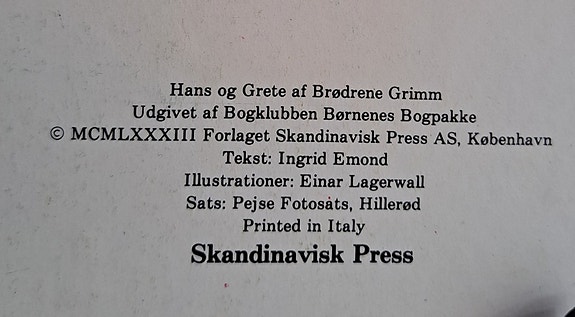 Hans og Grete af Brødrene Grimm
Udgivet af Bogklubben Børnenes Bogpakke
© MCMLXXXIII Forlaget Skandinavisk Press AS, København
Tekst: Ingrid Emond
Illustrationer: Einar Lagerwall
Sats: Pejse Fotosats, Hillerød
Printed in Italy
Skandinavisk Press